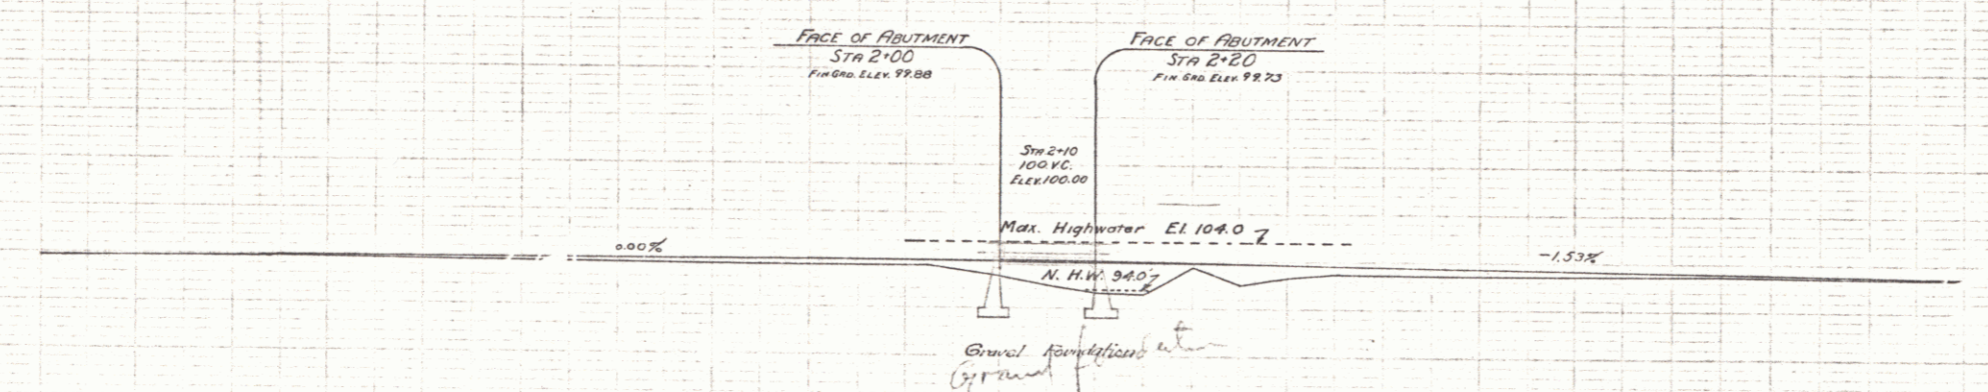 FACE OF ABUTMENT
STA 2+00
FIN GRD. ELEV. 99.88
FACE OF ABUTMENT
STA 2+20
FIN GRD. ELEV. 99.73
STA 2+10
100 V.C.
ELEV. 100.00
Max. Highwater El. 104.0
0.00%
-1.53%
N. H.W. 94.0
Gravel Foundation
Gravel